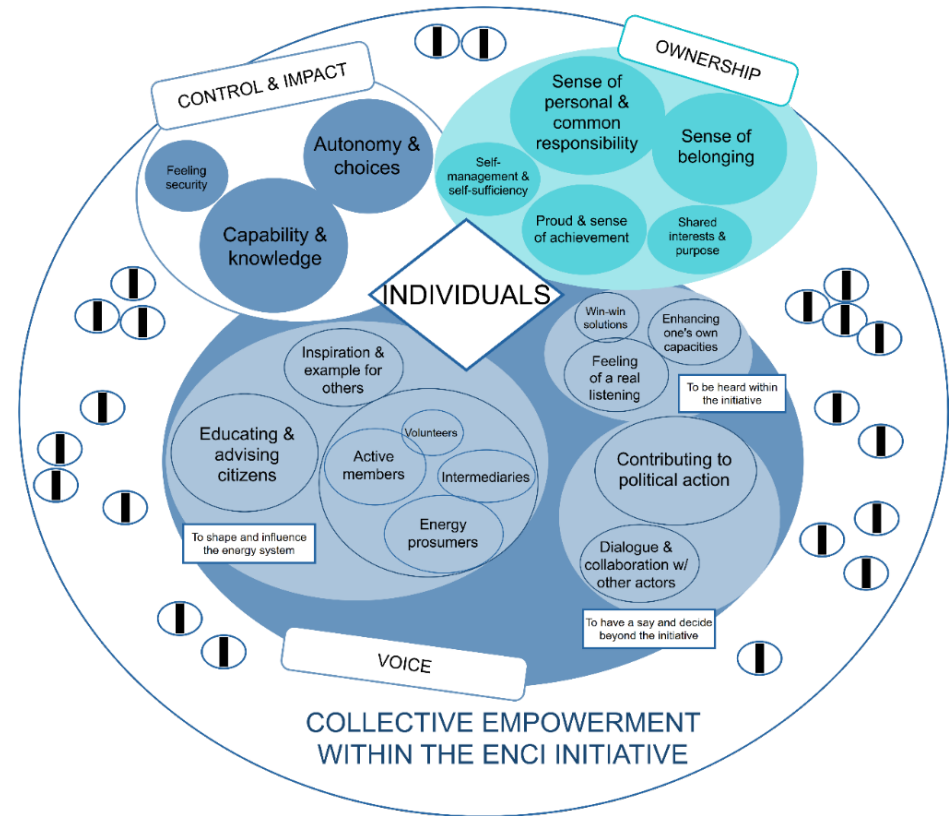 CONTROL & IMPACT
OWNERSHIP
Feeling
security
Autonomy &
choices
Capability &
knowledge
Sense of
personal &
common
responsibility
Sense of
belonging
Self-
management &
self-sufficiency
Proud & sense
of achievement
Shared
interests &
purpose
INDIVIDUALS
Inspiration &
example for
others
Educating &
advising
citizens
Volunteers
Active
members
Intermediaries
Energy
prosumers
To shape and influence
the energy system
Win-win
solutions
Enhancing
one's own
capacities
Feeling
of a real
listening
To be heard within
the initiative
Contributing to
political action
Dialogue &
collaboration w/
other actors
To have a say and decide
beyond the initiative
VOICE
COLLECTIVE EMPOWERMENT
WITHIN THE ENCI INITIATIVE